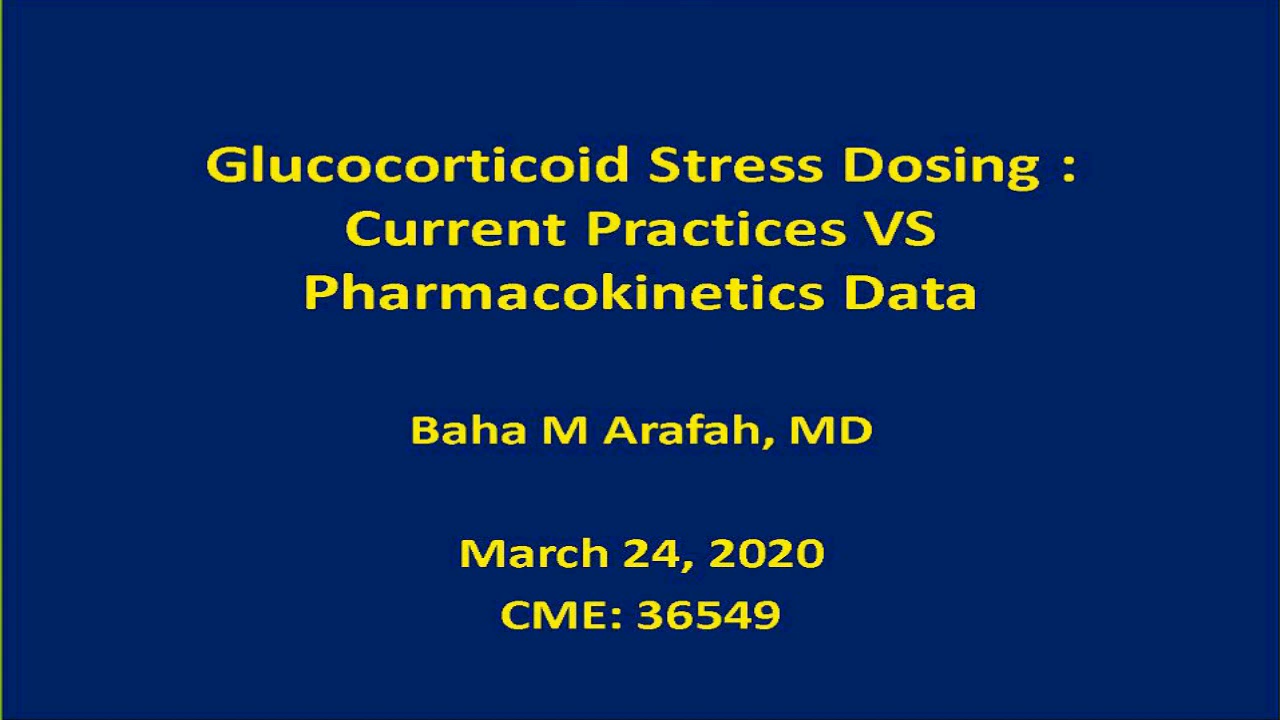 Glucocorticoid Stress Dosing :
Current Practices VS
Pharmacokinetics Data
Baha M Arafah, MD
March 24, 2020
CME: 36549